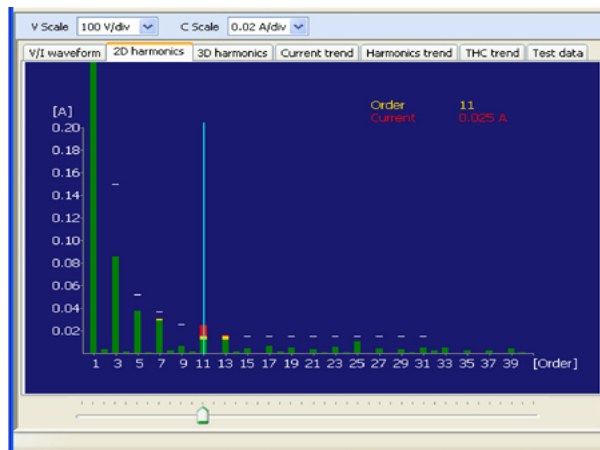 V Scale 100 V/div C Scale 0.02 A/div
V/I waveform 2D harmonics 3D harmonics Current trend Harmonics trend THC trend Test data
Order 11
Current 0.025 A
[A]
0.20
0.18
0.16
0.14
0.12
0.10
0.08
0.06
0.04
0.02
1 3 5 7 9 11 13 15 17 19 21 23 25 27 29 31 33 35 37 39 [Order]